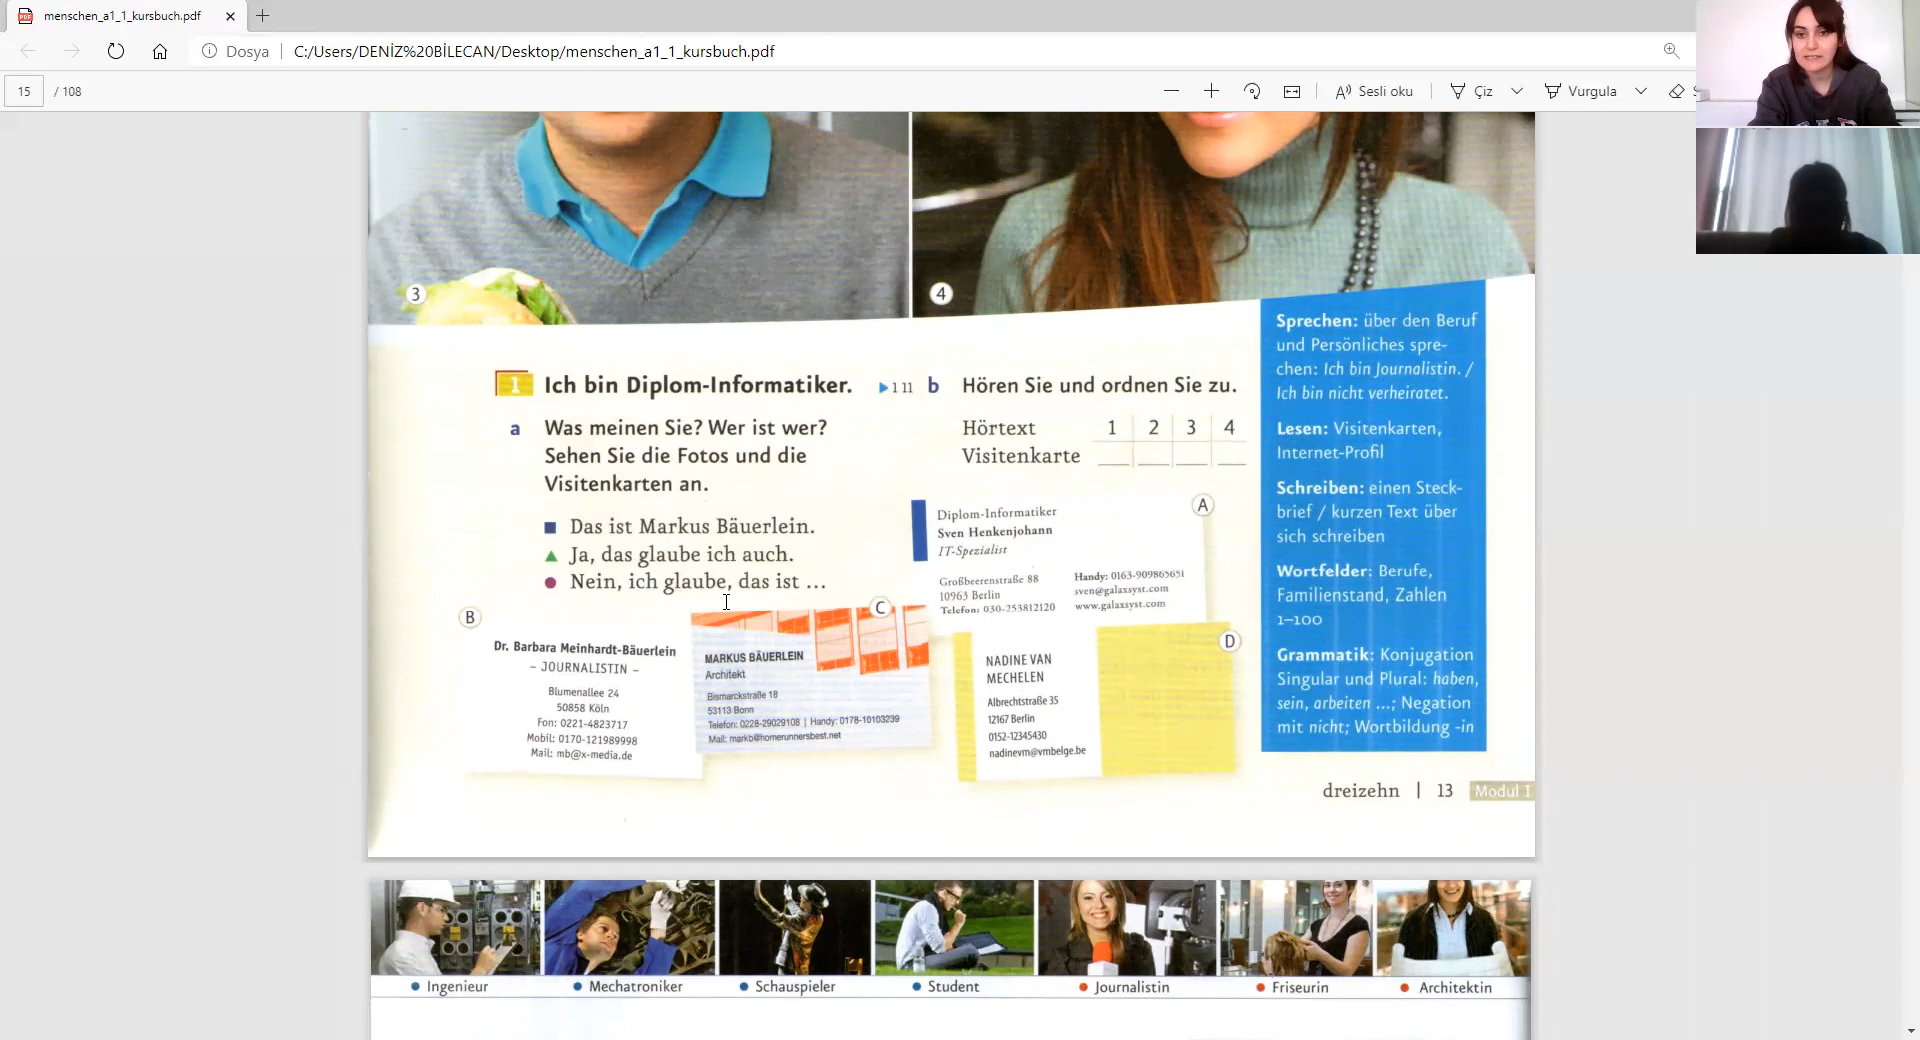 menschen_a1_1_kursbuch.pdf
Dosya
C:/Users/DENİZ%20BİLECAN/Desktop/menschen_a1_1_kursbuch.pdf
15 / 108
Sesli oku
Çiz
Vurgula
3
4
1 Ich bin Diplom-Informatiker.
a Was meinen Sie? Wer ist wer?
Sehen Sie die Fotos und die
Visitenkarten an.
Das ist Markus Bäuerlein.
Ja, das glaube ich auch.
Nein, ich glaube, das ist …
1 11 b Hören Sie und ordnen Sie zu.
Hörtext 1 2 3 4
Visitenkarte
A
Diplom-Informatiker
Sven Henkenjohann
IT-Spezialist
Großbeerenstraße 88
10963 Berlin
Telefon: 030-253812120
Handy: 0163-909865651
sven@galaxsyst.com
www.galaxsyst.com
B
Dr. Barbara Meinhardt-Bäuerlein
– JOURNALISTIN –
Blumenallee 24
50858 Köln
Fon: 0221-4823717
Mobil: 0170-121989998
Mail: mb@x-media.de
C
MARKUS BÄUERLEIN
Architekt
Bismarckstraße 18
53113 Bonn
Telefon: 0228-29029108 | Handy: 0178-10103239
Mail: markb@homerunnersbest.net
D
NADINE VAN
MECHELEN
Albrechtstraße 35
12167 Berlin
0152-12345430
nadinevm@vmbelge.be
Sprechen: über den Beruf
und Persönliches spre-
chen: Ich bin Journalistin. /
Ich bin nicht verheiratet.
Lesen: Visitenkarten,
Internet-Profil
Schreiben: einen Steck-
brief / kurzen Text über
sich schreiben
Wortfelder: Berufe,
Familienstand, Zahlen
1–100
Grammatik: Konjugation
Singular und Plural: haben,
sein, arbeiten ...; Negation
mit nicht; Wortbildung -in
dreizehn | 13 Modul 1
Ingenieur
Mechatroniker
Schauspieler
Student
Journalistin
Friseurin
Architektin